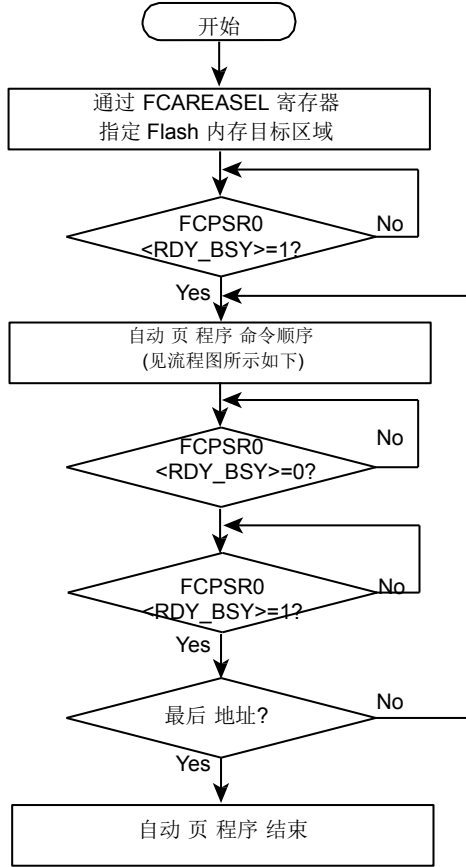 开始
通过 FCAREASEL 寄存器
指定 Flash 内存目标区域
FCPSR0
<RDY_BSY>=1?
No
Yes
自动 页 程序 命令顺序
(见流程图所示如下)
FCPSR0
<RDY_BSY>=0?
No
FCPSR0
<RDY_BSY>=1?
No
Yes
最后 地址?
No
Yes
自动 页 程序 结束